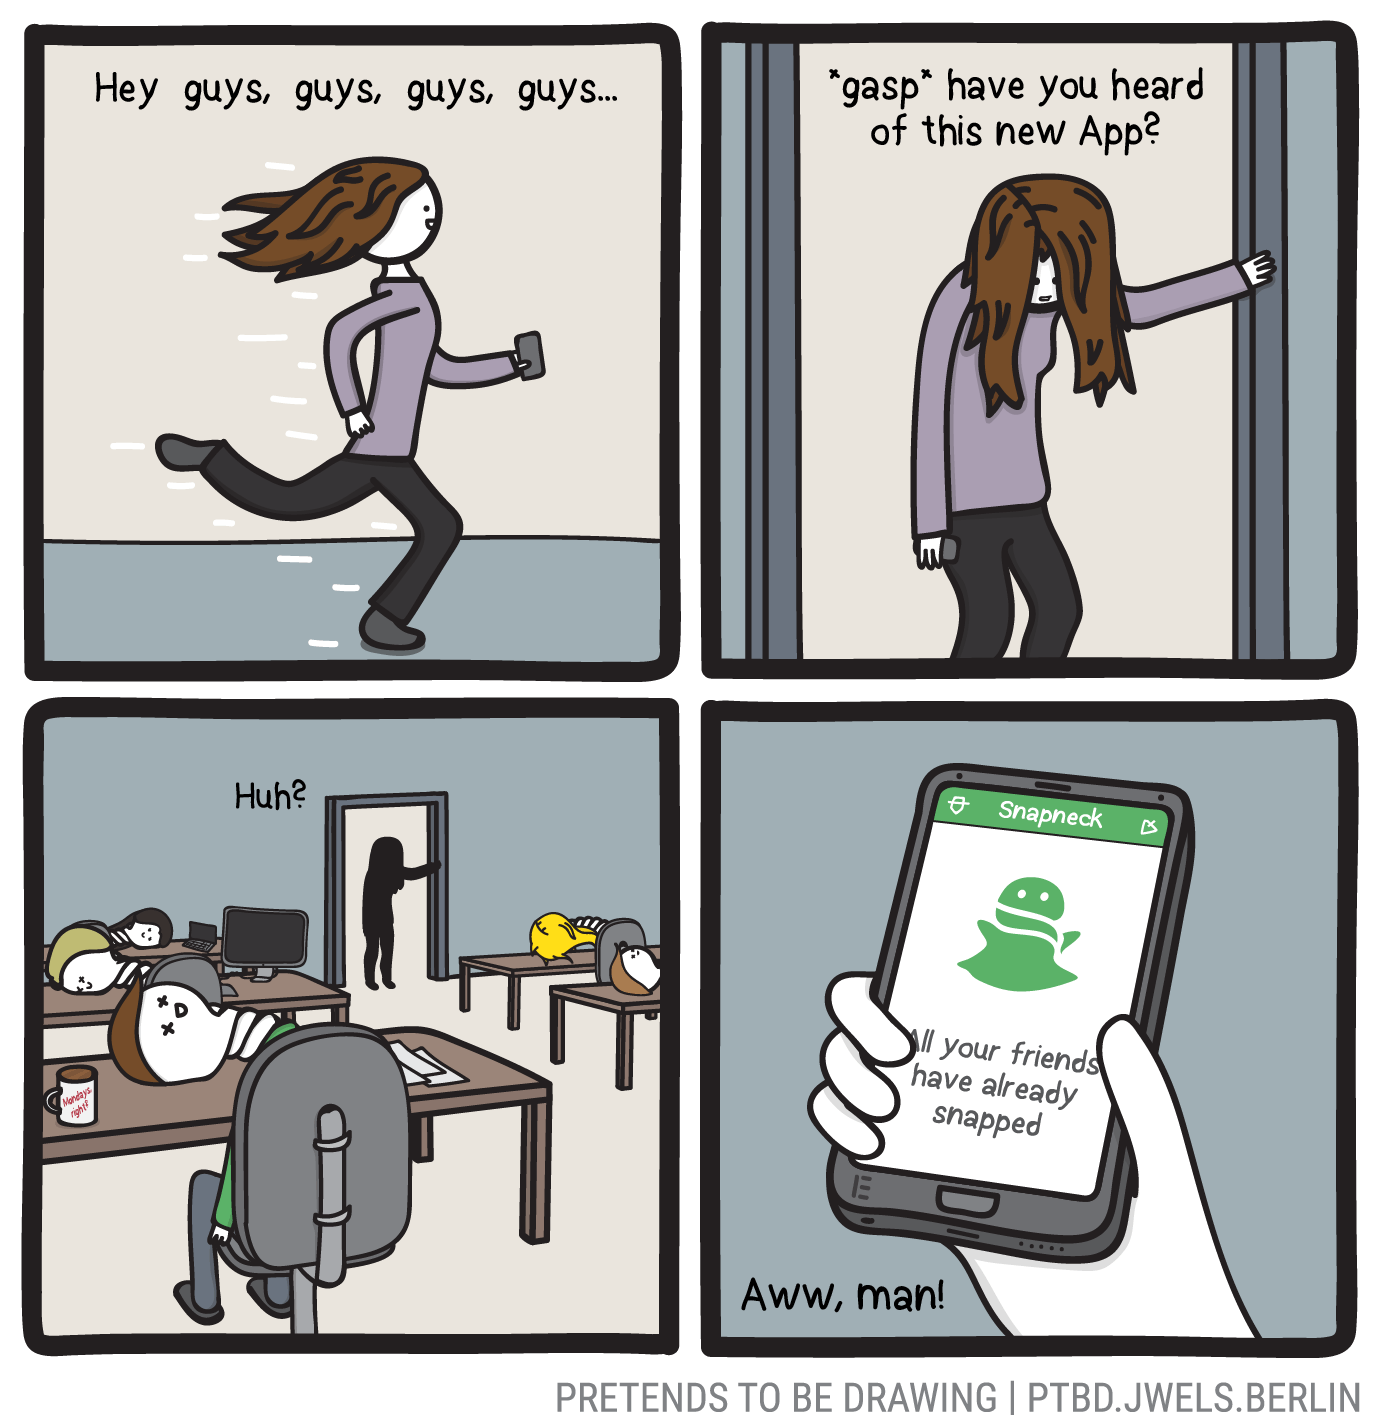 Hey guys, guys, guys, guys...
*gasp* have you heard
of this new App?
Huh?
Mondays,
right?
Snapneck
All your friends
have already
snapped
Aww, man!
PRETENDS TO BE DRAWING | PTBD.JWELS.BERLIN